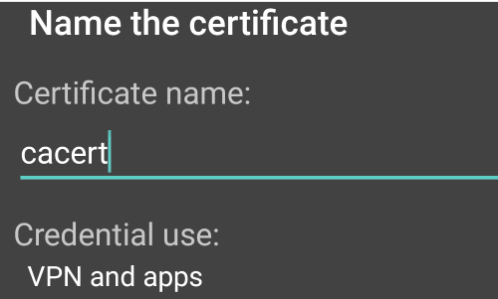 Name the certificate
Certificate name:
cacert
Credential use:
VPN and apps